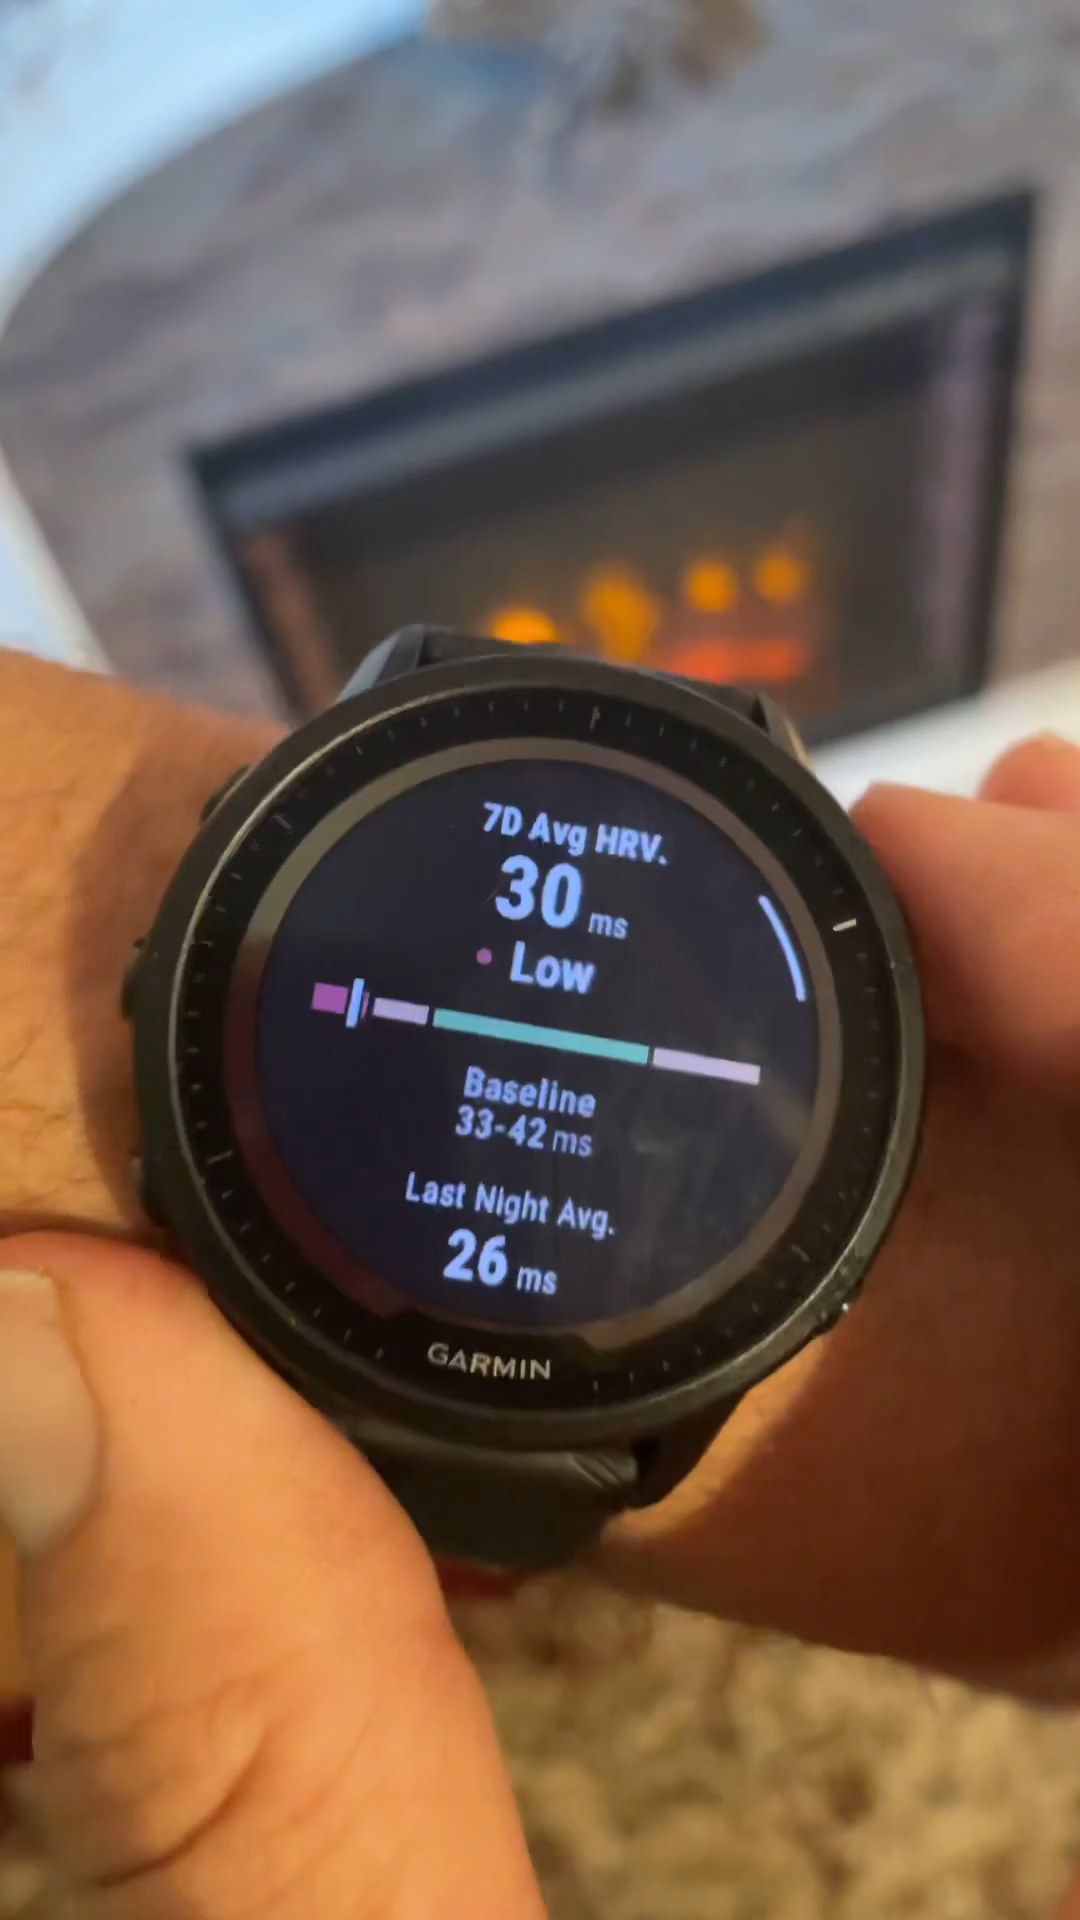 7D Avg HRV.
30 ms
Low
Baseline
33-42 ms
Last Night Avg.
26 ms
GARMIN